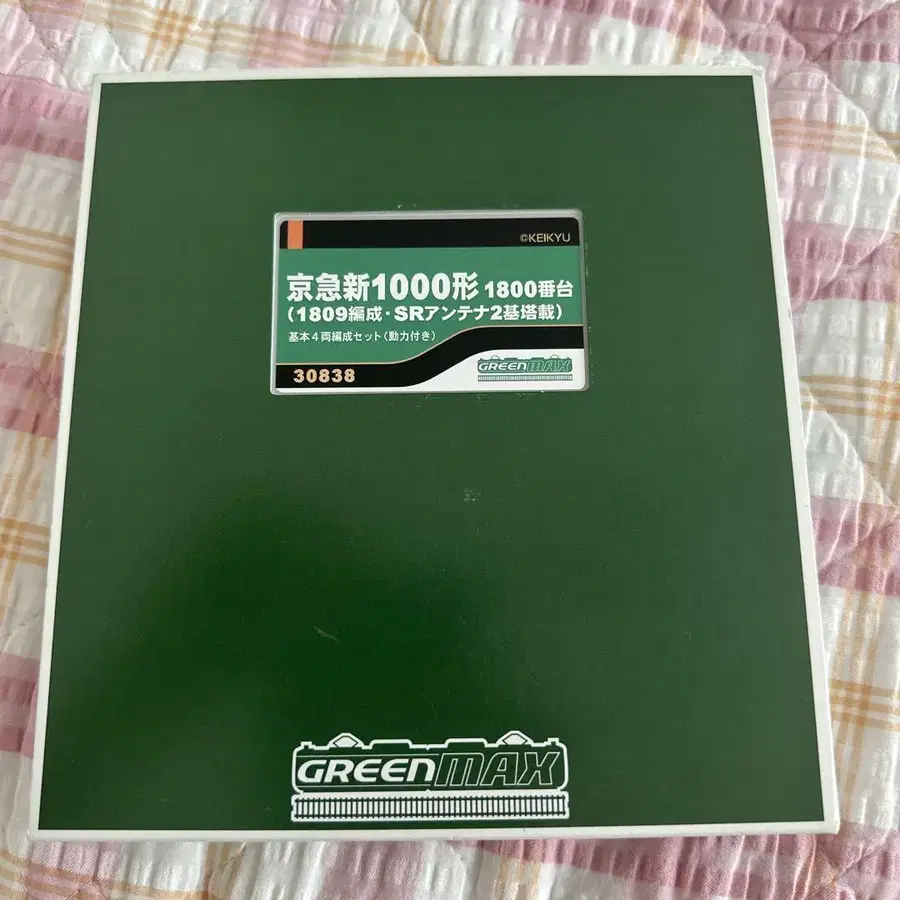 ©KEIKYU
京急新1000形 1800番台
(1809編成・SRアンテナ2基塔載)
基本4両編成セット(動力付き)
30838
GREENMAX
GREENMAX